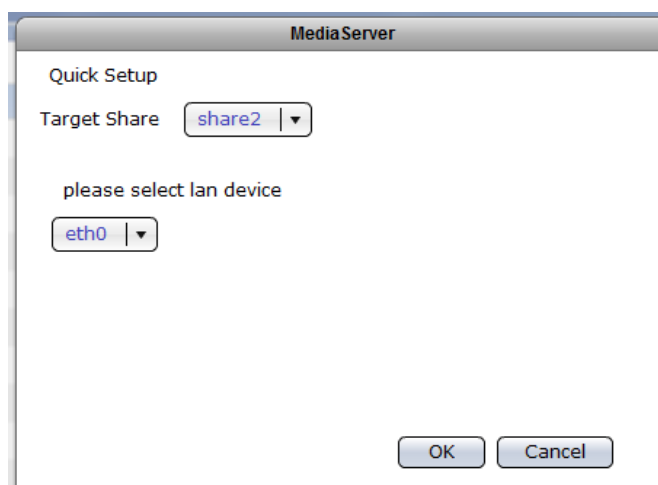 MediaServer
Quick Setup
Target Share share2
please select lan device
eth0
OK Cancel